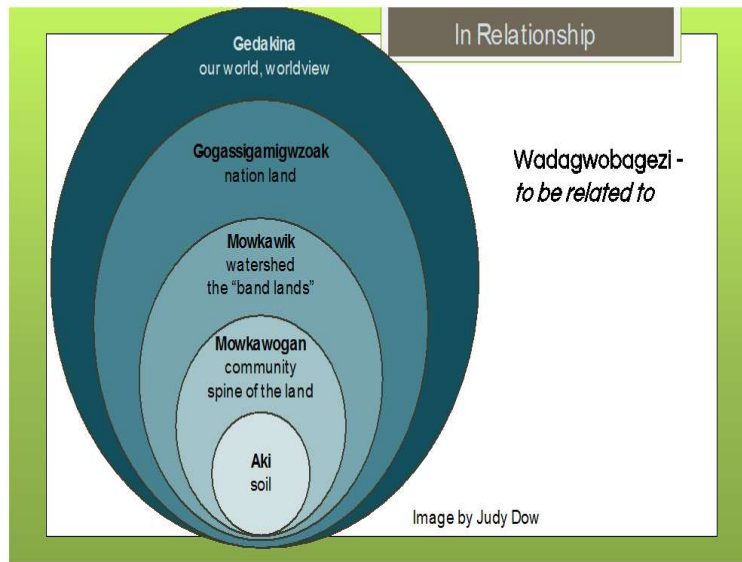 In Relationship
Gedakina
our world, worldview
Gogassigamigwzoak
nation land
Mowkawik
watershed
the “band lands”
Mowkawogan
community
spine of the land
Aki
soil
Wadagwobagezi -
to be related to
Image by Judy Dow